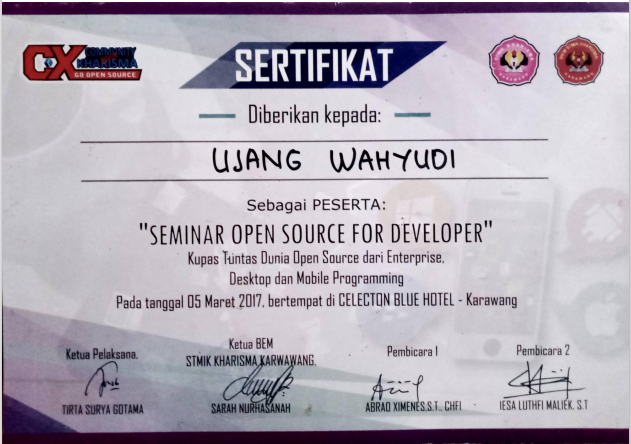 CX COMMUNITY
KHARISMA
GO OPEN SOURCE
SERTIFIKAT
Diberikan kepada:
UJANG WAHYUDI
Sebagai PESERTA:
"SEMINAR OPEN SOURCE FOR DEVELOPER"
Kupas Tuntas Dunia Open Source dari Enterprise,
Desktop dan Mobile Programming
Pada tanggal 05 Maret 2017, bertempat di CELECTON BLUE HOTEL - Karawang
Ketua Pelaksana,
Ketua BEM
STMIK KHARISMA KARWAWANG,
Pembicara 1
Pembicara 2
TIRTA SURYA GOTAMA
SARAH NURHASANAH
ABRAD XIMENES.S.T., CHFI
IESA LUTHFI MALIEK, S.T